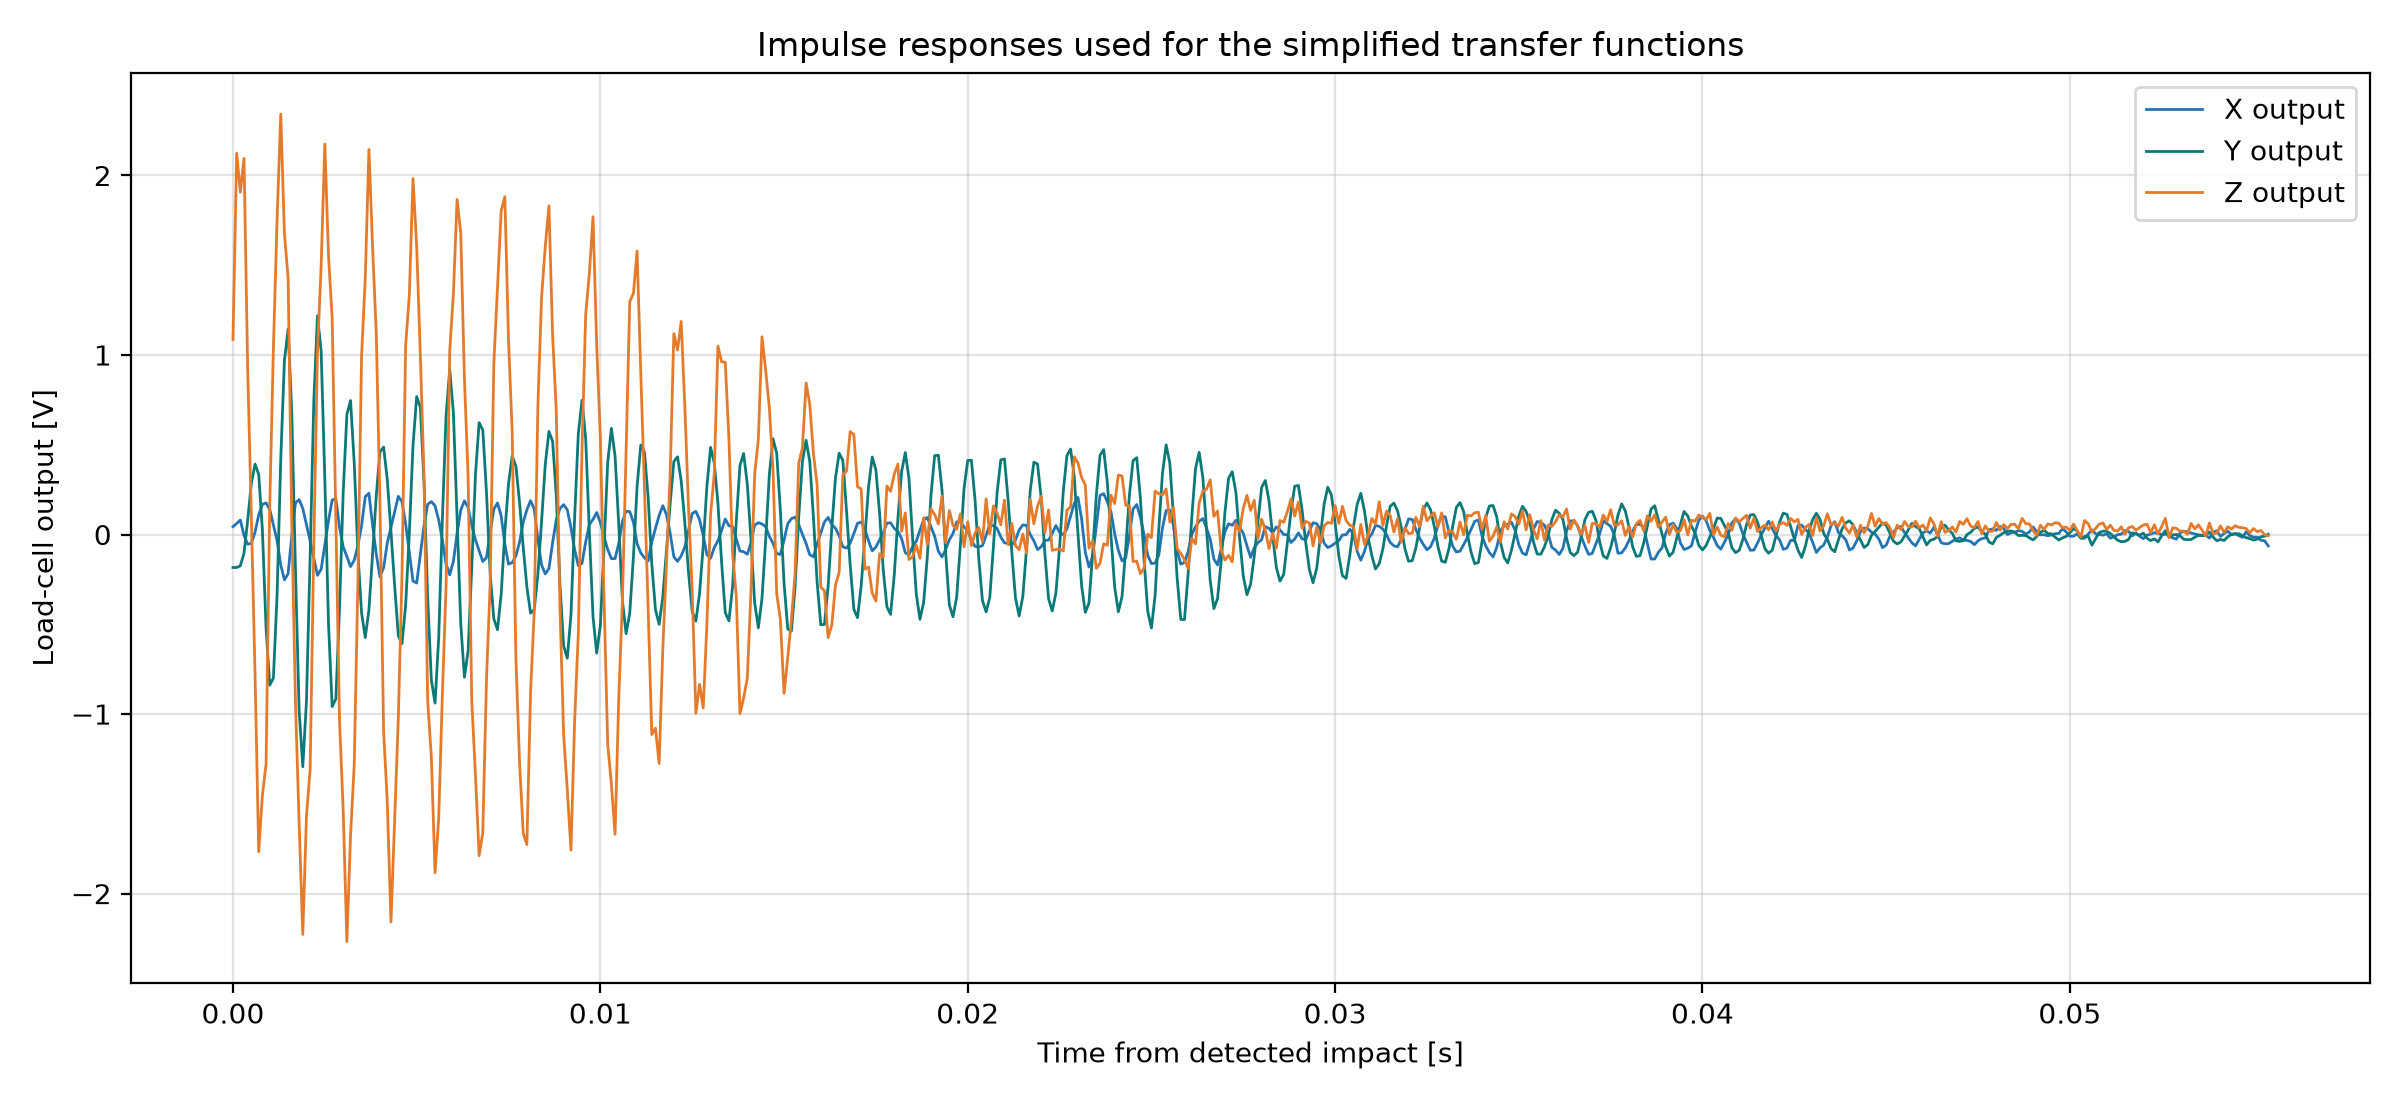 Impulse responses used for the simplified transfer functions
X output
Y output
Z output
Load-cell output [V]
2
1
0
−1
−2
0.00 0.01 0.02 0.03 0.04 0.05
Time from detected impact [s]